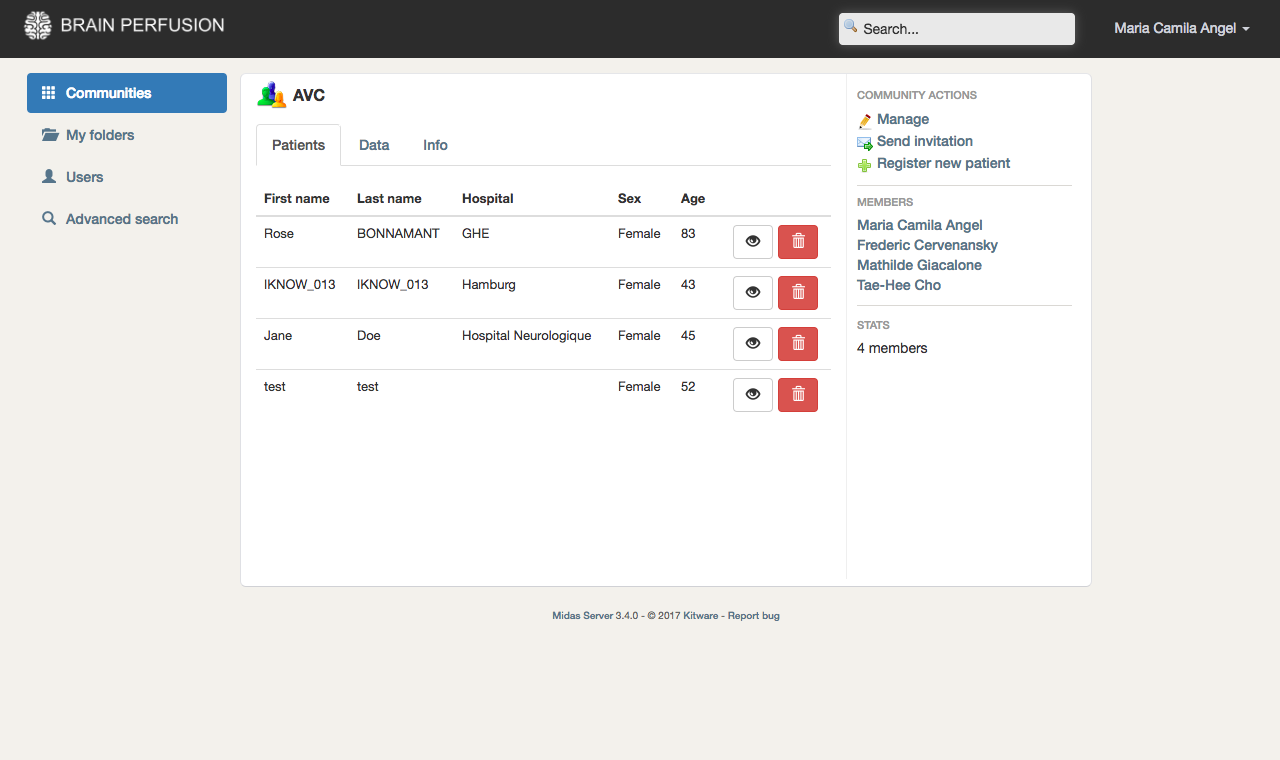 BRAIN PERFUSION
Search...
Maria Camila Angel
Communities
My folders
Users
Advanced search
AVC
Patients Data Info
First name Last name Hospital Sex Age
Rose BONNAMANT GHE Female 83
IKNOW_013 IKNOW_013 Hamburg Female 43
Jane Doe Hospital Neurologique Female 45
test test Female 52
COMMUNITY ACTIONS
Manage
Send invitation
Register new patient
MEMBERS
Maria Camila Angel
Frederic Cervenansky
Mathilde Giacalone
Tae-Hee Cho
STATS
4 members
Midas Server 3.4.0 - © 2017 Kitware - Report bug